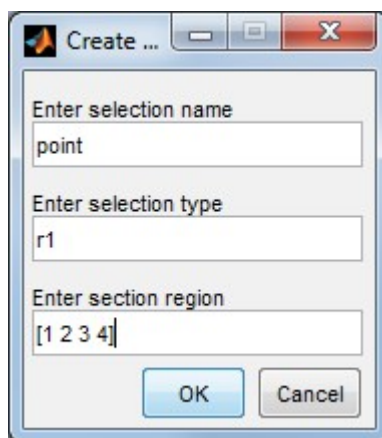 Create ...
Enter selection name
point
Enter selection type
r1
Enter section region
[1 2 3 4]
OK Cancel